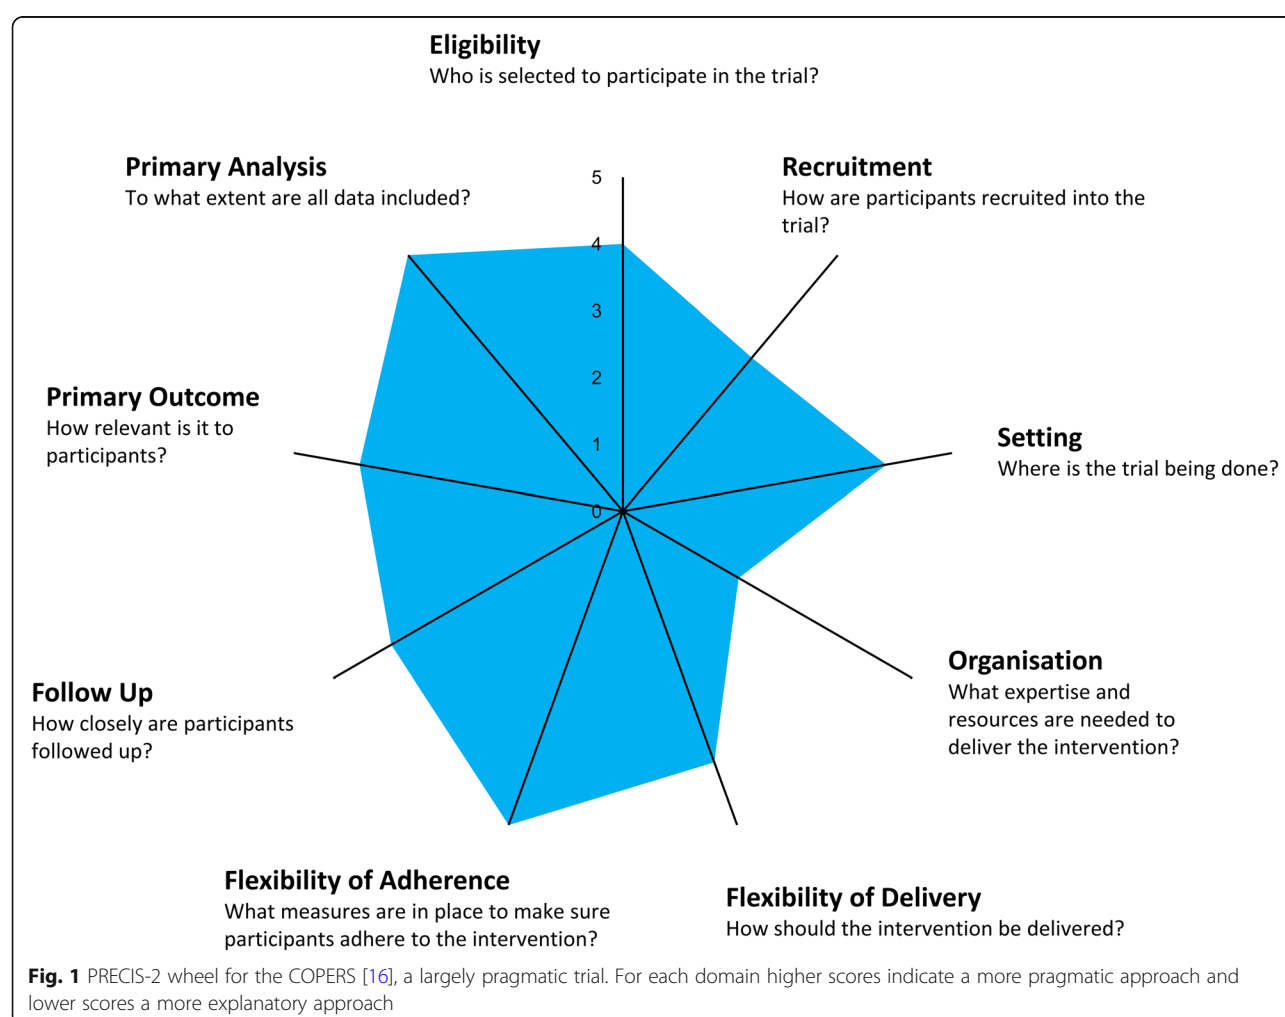 Eligibility
Who is selected to participate in the trial?
Primary Analysis
To what extent are all data included?
Recruitment
How are participants recruited into the
trial?
5
4
3
2
1
0
Primary Outcome
How relevant is it to
participants?
Setting
Where is the trial being done?
Organisation
What expertise and
resources are needed to
deliver the intervention?
Follow Up
How closely are participants
followed up?
Flexibility of Adherence
What measures are in place to make sure
participants adhere to the intervention?
Flexibility of Delivery
How should the intervention be delivered?
Fig. 1 PRECIS-2 wheel for the COPERS [16], a largely pragmatic trial. For each domain higher scores indicate a more pragmatic approach and
lower scores a more explanatory approach